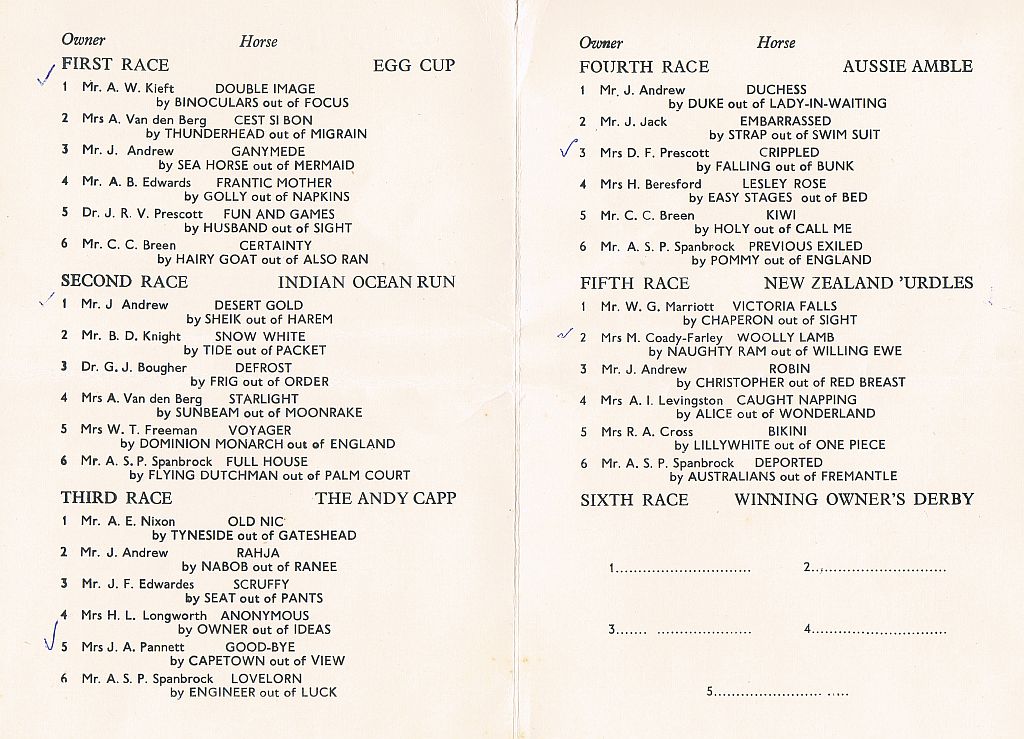 Owner Horse
FIRST RACE EGG CUP
1 Mr. A. W. Kieft DOUBLE IMAGE
by BINOCULARS out of FOCUS
2 Mrs A. Van den Berg CEST SI BON
by THUNDERHEAD out of MIGRAIN
3 Mr. J. Andrew GANYMEDE
by SEA HORSE out of MERMAID
4 Mr. A. B. Edwards FRANTIC MOTHER
by GOLLY out of NAPKINS
5 Dr. J. R. V. Prescott FUN AND GAMES
by HUSBAND out of SIGHT
6 Mr. C. C. Breen CERTAINTY
by HAIRY GOAT out of ALSO RAN
SECOND RACE INDIAN OCEAN RUN
1 Mr. J Andrew DESERT GOLD
by SHEIK out of HAREM
2 Mr. B. D. Knight SNOW WHITE
by TIDE out of PACKET
3 Dr. G. J. Bougher DEFROST
by FRIG out of ORDER
4 Mrs A. Van den Berg STARLIGHT
by SUNBEAM out of MOONRAKE
5 Mrs W. T. Freeman VOYAGER
by DOMINION MONARCH out of ENGLAND
6 Mr. A. S. P. Spanbrock FULL HOUSE
by FLYING DUTCHMAN out of PALM COURT
THIRD RACE THE ANDY CAPP
1 Mr. A. E. Nixon OLD NIC
by TYNESIDE out of GATESHEAD
2 Mr. J. Andrew RAHJA
by NABOB out of RANEE
3 Mr. J. F. Edwardes SCRUFFY
by SEAT out of PANTS
4 Mrs H. L. Longworth ANONYMOUS
by OWNER out of IDEAS
5 Mrs J. A. Pannett GOOD-BYE
by CAPETOWN out of VIEW
6 Mr. A. S. P. Spanbrock LOVELORN
by ENGINEER out of LUCK
Owner Horse
FOURTH RACE AUSSIE AMBLE
1 Mr. J. Andrew DUCHESS
by DUKE out of LADY-IN-WAITING
2 Mr. J. Jack EMBARRASSED
by STRAP out of SWIM SUIT
3 Mrs D. F. Prescott CRIPPLED
by FALLING out of BUNK
4 Mrs H. Beresford LESLEY ROSE
by EASY STAGES out of BED
5 Mr. C. C. Breen KIWI
by HOLY out of CALL ME
6 Mr. A. S. P. Spanbrock PREVIOUS EXILED
by POMMY out of ENGLAND
FIFTH RACE NEW ZEALAND 'URDLES
1 Mr. W. G. Marriott VICTORIA FALLS
by CHAPERON out of SIGHT
2 Mrs M. Coady-Farley WOOLLY LAMB
by NAUGHTY RAM out of WILLING EWE
3 Mr. J. Andrew ROBIN
by CHRISTOPHER out of RED BREAST
4 Mrs A. I. Levingston CAUGHT NAPPING
by ALICE out of WONDERLAND
5 Mrs R. A. Cross BIKINI
by LILLYWHITE out of ONE PIECE
6 Mr. A. S. P. Spanbrock DEPORTED
by AUSTRALIANS out of FREMANTLE
SIXTH RACE WINNING OWNER'S DERBY
1.............................. 2..............................
3....... .................... 4..............................
5........................ .....